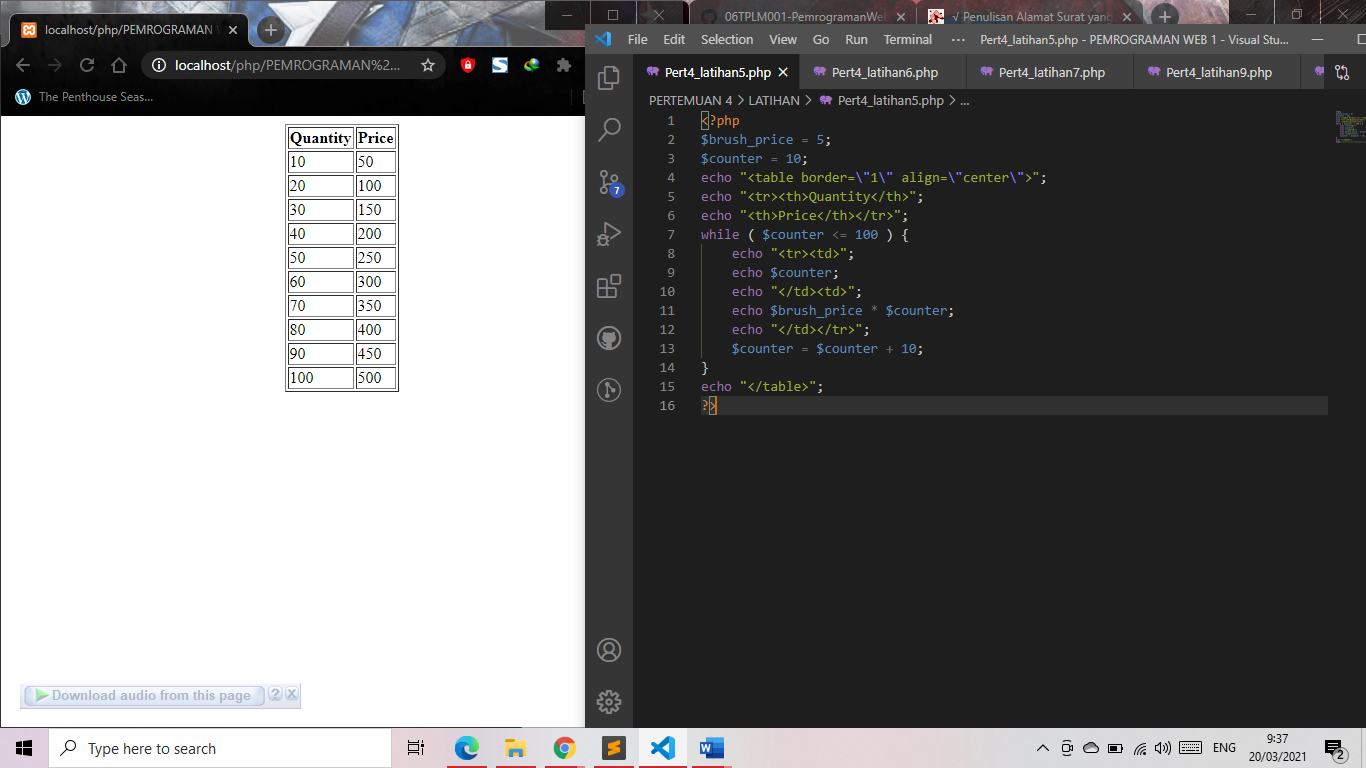 localhost/php/PEMROGRAMAN
06TPLM001-PemrogramanWeb
√ Penulisan Alamat Surat yang
localhost/php/PEMROGRAMAN%2...
The Penthouse Seas...
Quantity Price
10 50
20 100
30 150
40 200
50 250
60 300
70 350
80 400
90 450
100 500
Download audio from this page ? X
File Edit Selection View Go Run Terminal ··· Pert4_latihan5.php - PEMROGRAMAN WEB 1 - Visual Stu...
Pert4_latihan5.php Pert4_latihan6.php Pert4_latihan7.php Pert4_latihan9.php
PERTEMUAN 4 > LATIHAN > Pert4_latihan5.php > ...
1 <?php
2 $brush_price = 5;
3 $counter = 10;
4 echo "<table border=\"1\" align=\"center\">";
5 echo "<tr><th>Quantity</th>";
6 echo "<th>Price</th></tr>";
7 while ( $counter <= 100 ) {
8     echo "<tr><td>";
9     echo $counter;
10     echo "</td><td>";
11     echo $brush_price * $counter;
12     echo "</td></tr>";
13     $counter = $counter + 10;
14 }
15 echo "</table>";
16 ?>
7
Type here to search
ENG
9:37
20/03/2021
2